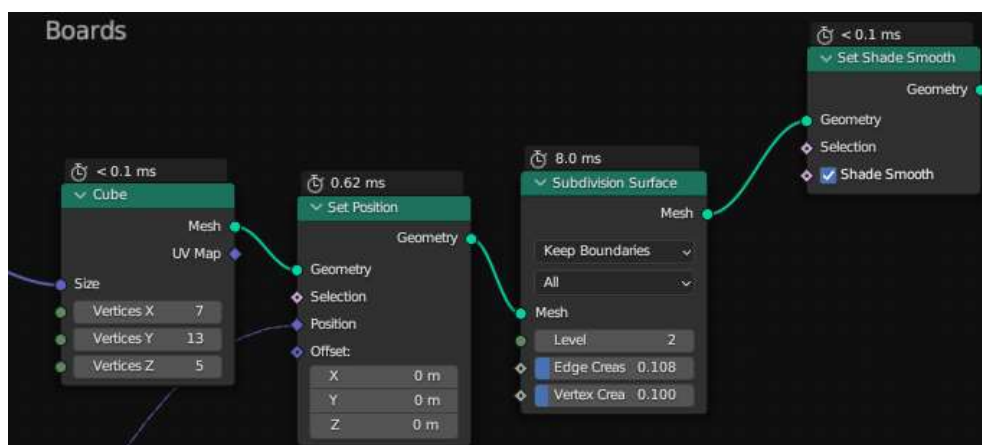 Boards
< 0.1 ms
Cube
Mesh
UV Map
Size
Vertices X 7
Vertices Y 13
Vertices Z 5
0.62 ms
Set Position
Geometry
Geometry
Selection
Position
Offset:
X 0 m
Y 0 m
Z 0 m
8.0 ms
Subdivision Surface
Mesh
Keep Boundaries
All
Mesh
Level 2
Edge Creas 0.108
Vertex Crea 0.100
< 0.1 ms
Set Shade Smooth
Geometry
Geometry
Selection
Shade Smooth